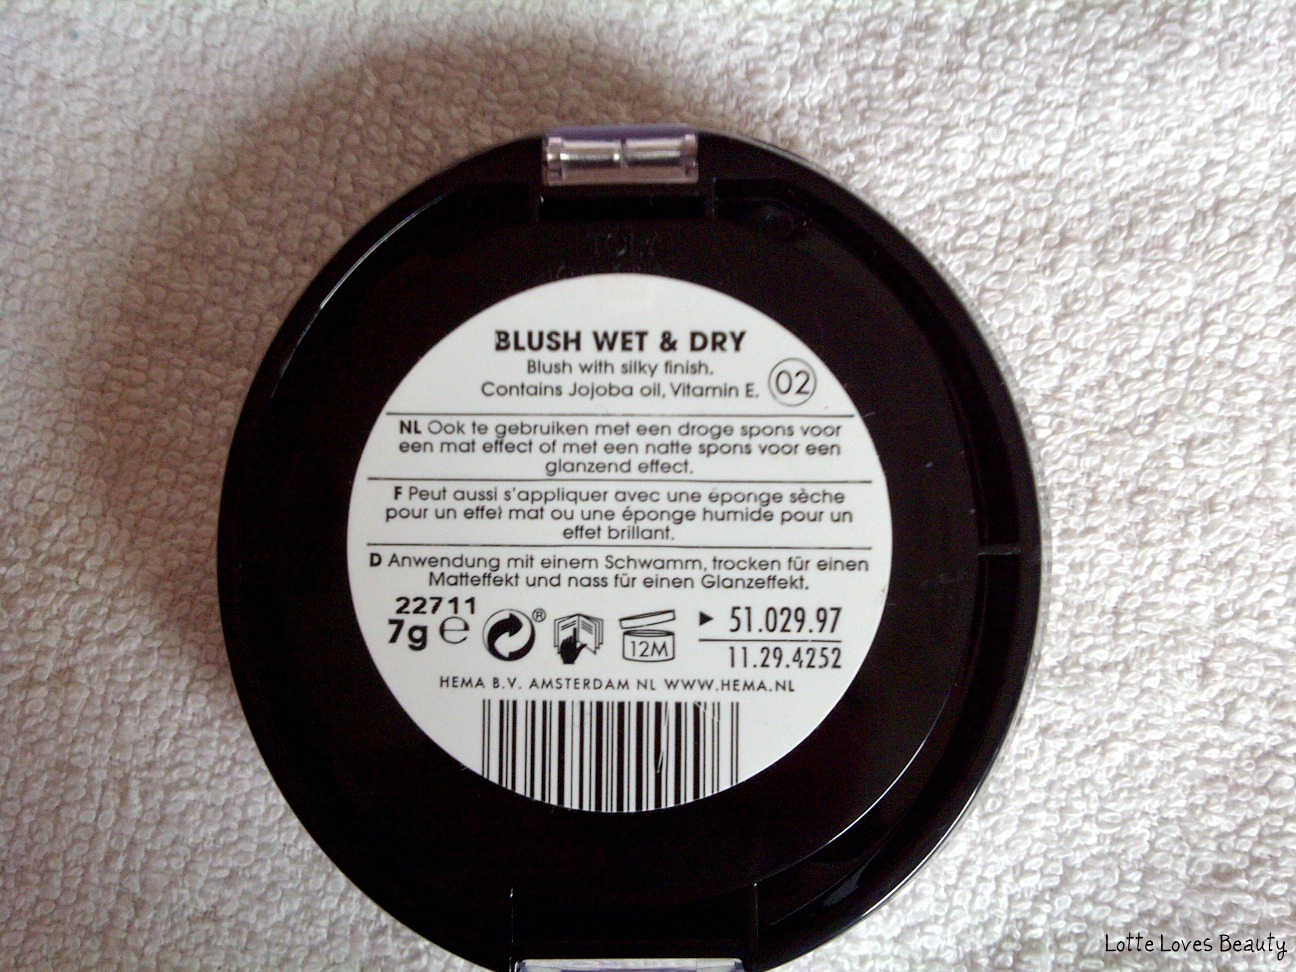 BLUSH WET & DRY
Blush with silky finish.
Contains Jojoba oil, Vitamin E. 02
NL Ook te gebruiken met een droge spons voor
een mat effect of met een natte spons voor een
glanzend effect.
F Peut aussi s'appliquer avec une éponge sèche
pour un effet mat ou une éponge humide pour un
effet brillant.
D Anwendung mit einem Schwamm, trocken für einen
Matteffekt und nass für einen Glanzeffekt.
22711
7g e ® 12M 51.029.97
11.29.4252
HEMA B.V. AMSTERDAM NL WWW.HEMA.NL
Lotte Loves Beauty